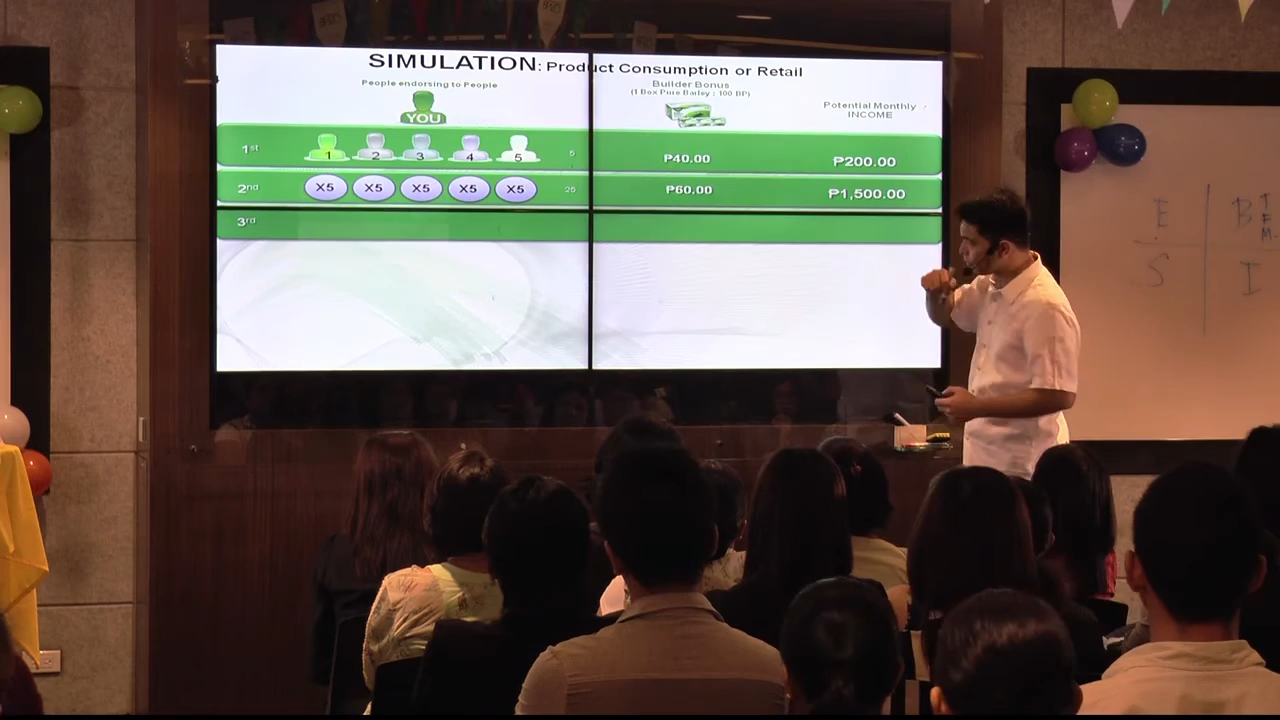 SIMULATION: Product Consumption or Retail
People endorsing to People
Builder Bonus
(1 Box Pure Barley : 100 BP)
Potential Monthly
INCOME
YOU
1st 1 2 3 4 5 5 ₱40.00 ₱200.00
2nd X5 X5 X5 X5 X5 25 ₱60.00 ₱1,500.00
3rd
E B
S I